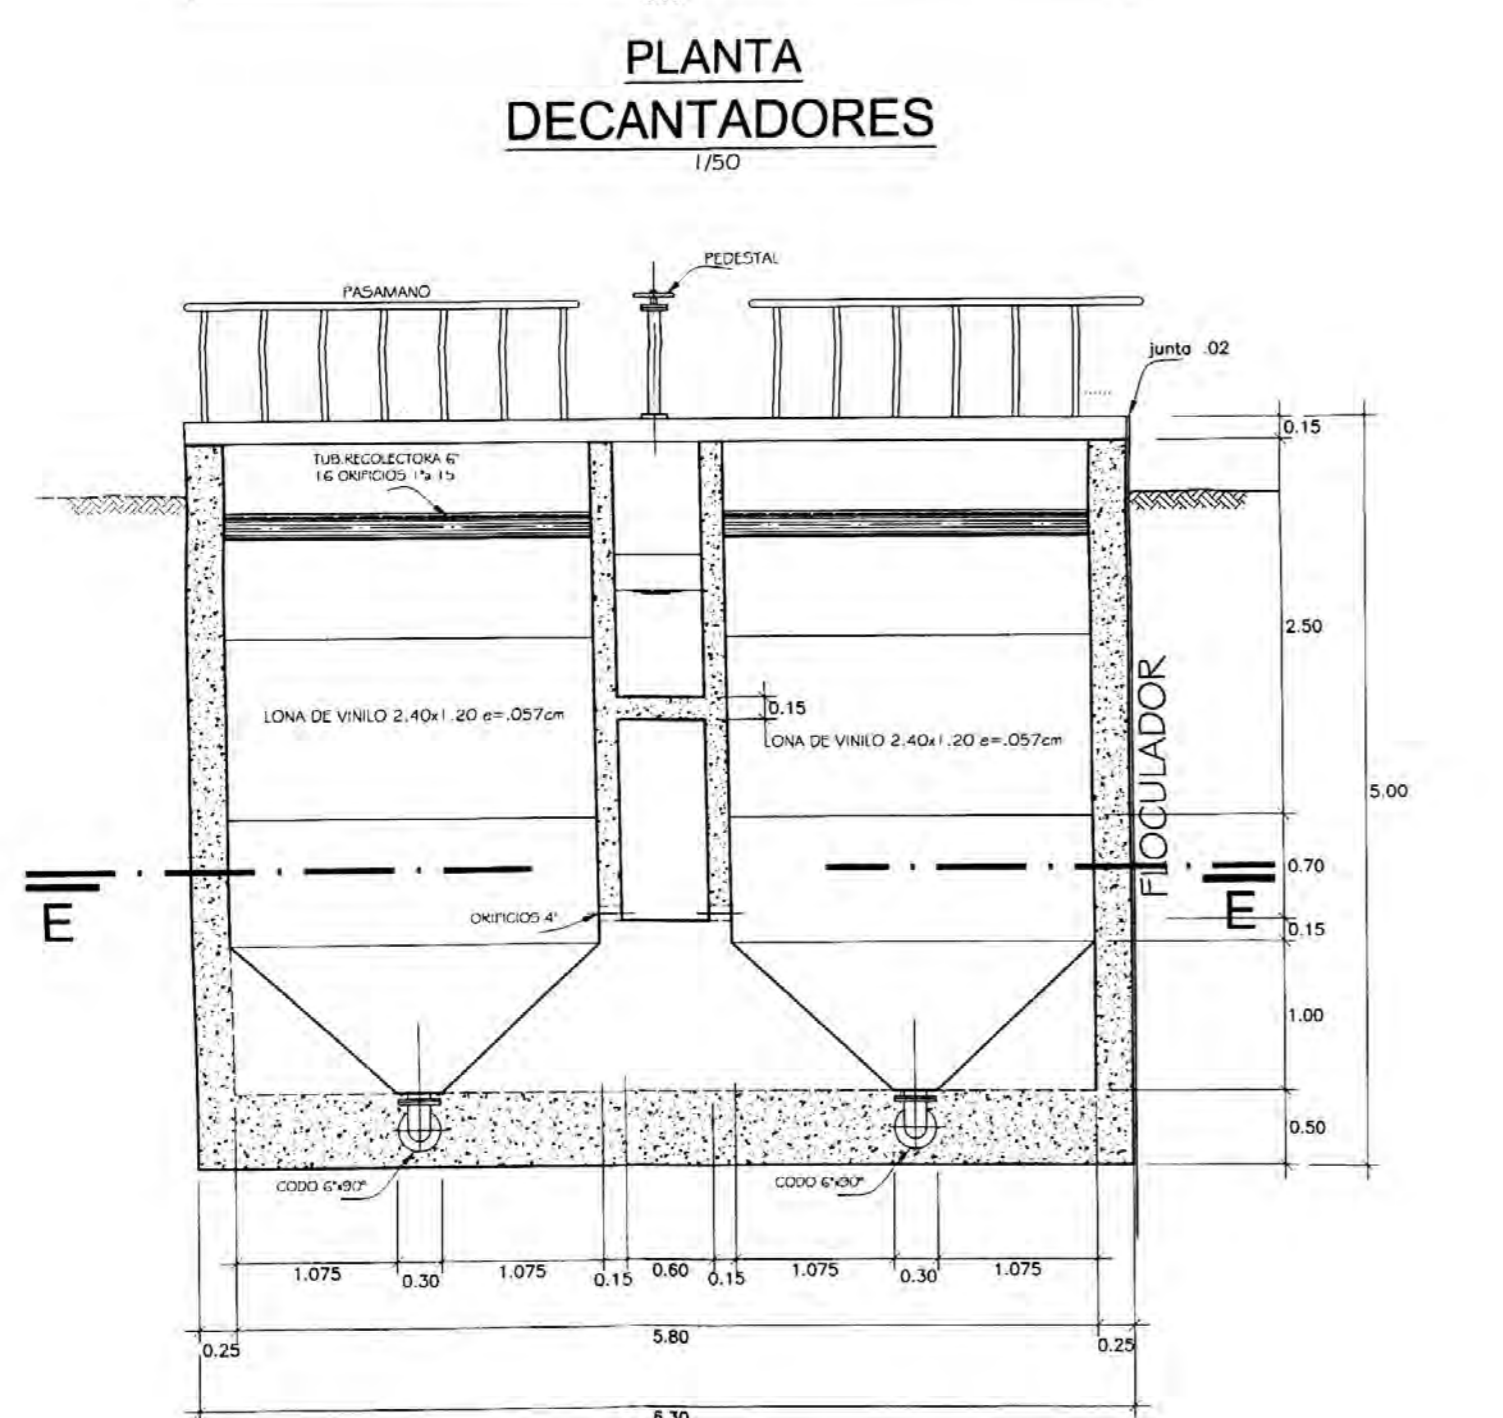 PLANTA
DECANTADORES
1/50
PEDESTAL
PASAMANO
junta .02
0.15
TUB.RECOLECTORA 6"
16 ORIFICIOS 1"a 15
2.50
0.15
LONA DE VINILO 2.40x1.20 e=.057cm
LONA DE VINILO 2.40x1.20 e=.057cm
FLOCULADOR
5.00
0.70
E
E
ORIFICIOS 4"
0.15
1.00
0.50
CODO 6"x90°
CODO 6"x90°
1.075
0.30
1.075
0.15
0.60
0.15
1.075
0.30
1.075
5.80
0.25
0.25